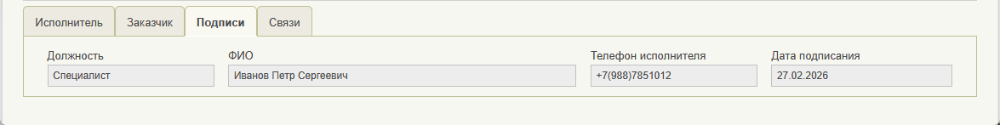 Исполнитель Заказчик Подписи Связи
Должность ФИО Телефон исполнителя Дата подписания
Специалист Иванов Петр Сергеевич +7(988)7851012 27.02.2026